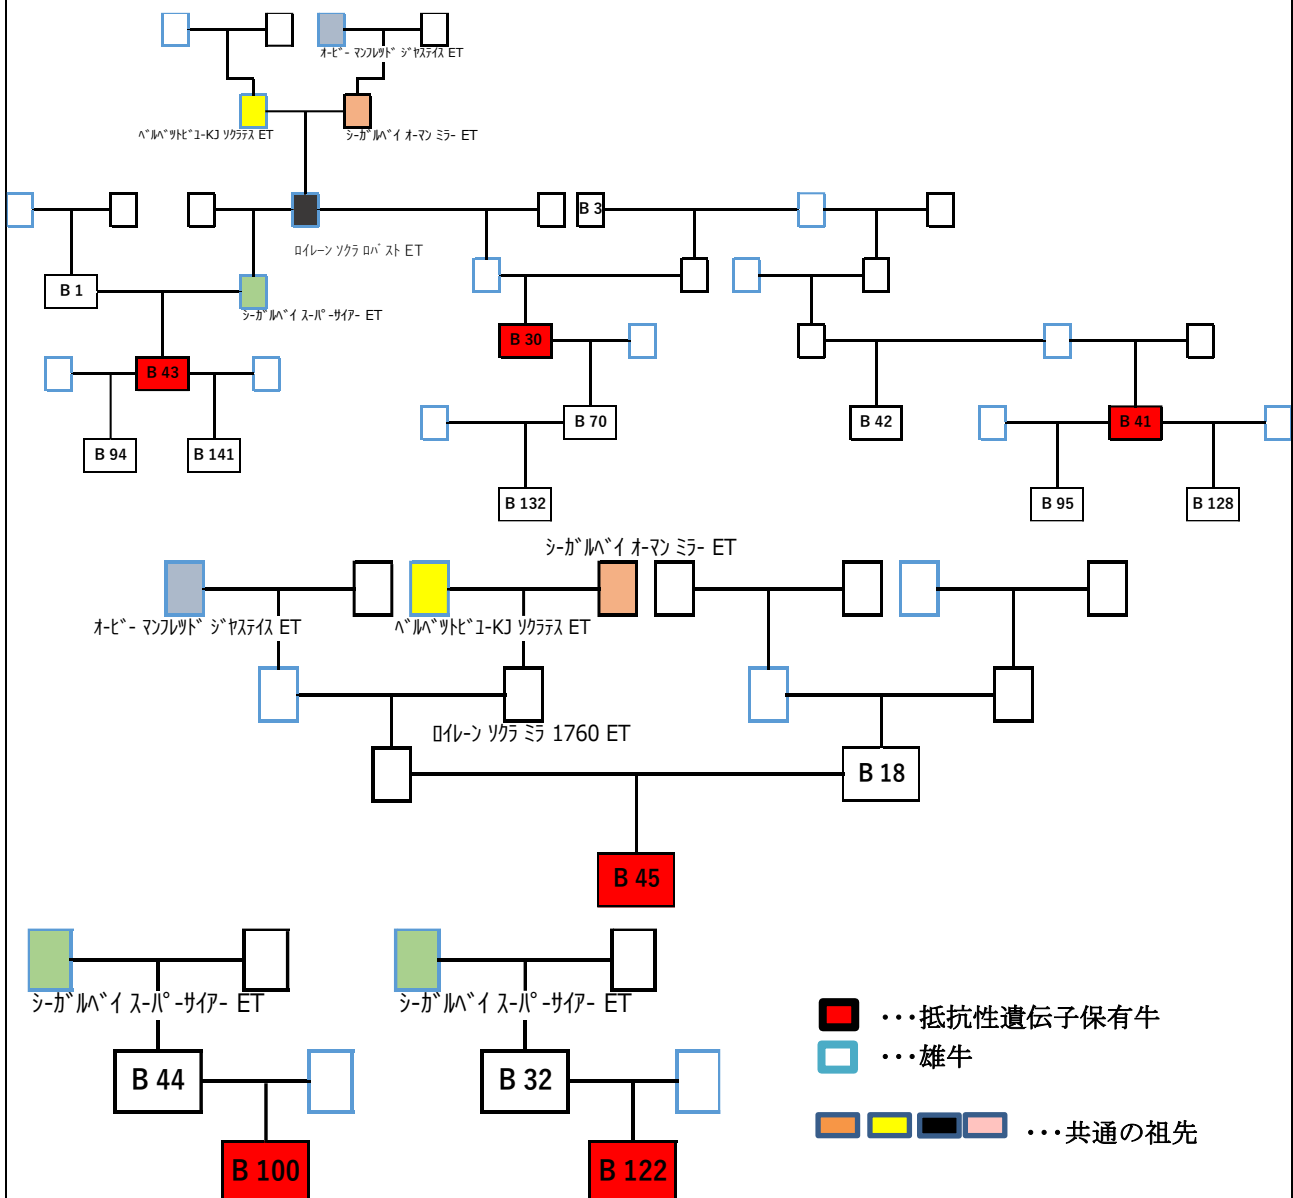 オービー マンフレッド ジヤステイス ET
ベルベツトビユーKJ ソクラテス ET
シーガルベイ オーマン ミラー ET
B 3
ロイレーン ソクラ ロバスト ET
B 1
シーガルベイ スーパーサイアー ET
B 30
B 43
B 70
B 42
B 41
B 94
B 141
B 132
B 95
B 128
シーガルベイ オーマン ミラー ET
オービー マンフレッド ジヤステイス ET
ベルベツトビユーKJ ソクラテス ET
ロイレーン ソクラ ミラ 1760 ET
B 18
B 45
シーガルベイ スーパーサイアー ET
シーガルベイ スーパーサイアー ET
・・・抵抗性遺伝子保有牛
・・・雄牛
B 44
B 32
・・・共通の祖先
B 100
B 122